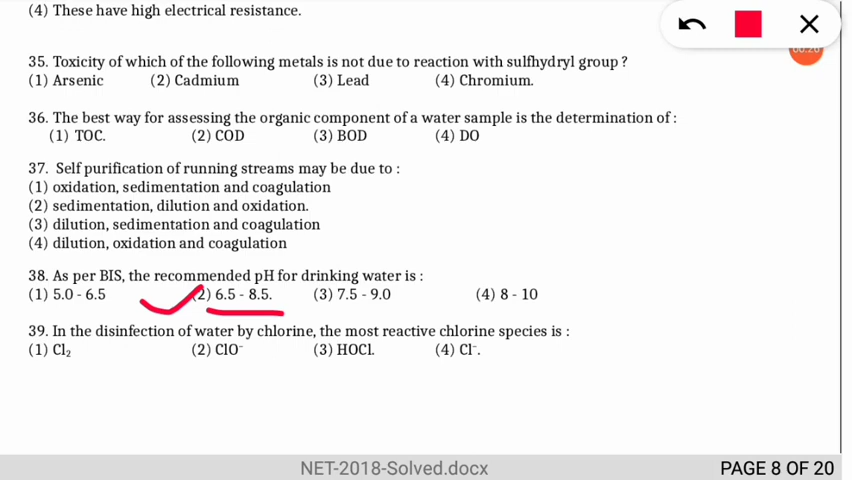 (4) These have high electrical resistance.
35. Toxicity of which of the following metals is not due to reaction with sulfhydryl group ?
(1) Arsenic (2) Cadmium (3) Lead (4) Chromium.
36. The best way for assessing the organic component of a water sample is the determination of :
(1) TOC. (2) COD (3) BOD (4) DO
37. Self purification of running streams may be due to :
(1) oxidation, sedimentation and coagulation
(2) sedimentation, dilution and oxidation.
(3) dilution, sedimentation and coagulation
(4) dilution, oxidation and coagulation
38. As per BIS, the recommended pH for drinking water is :
(1) 5.0 - 6.5 (2) 6.5 - 8.5. (3) 7.5 - 9.0 (4) 8 - 10
39. In the disinfection of water by chlorine, the most reactive chlorine species is :
(1) Cl₂ (2) ClO⁻ (3) HOCl. (4) Cl⁻.
NET-2018-Solved.docx PAGE 8 OF 20